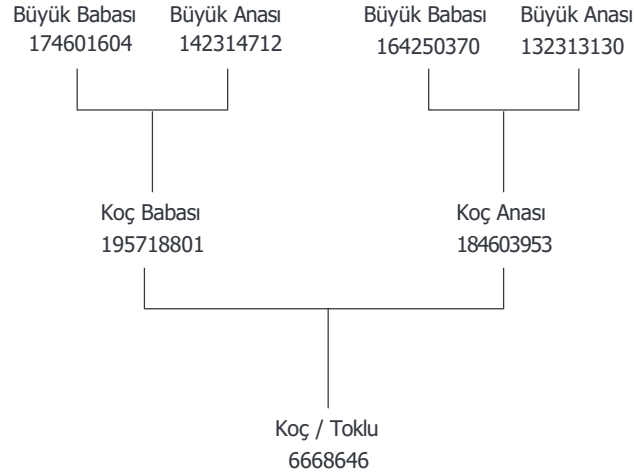 Büyük Babası Büyük Anası Büyük Babası Büyük Anası
174601604 142314712 164250370 132313130
Koç Babası Koç Anası
195718801 184603953
Koç / Toklu
6668646